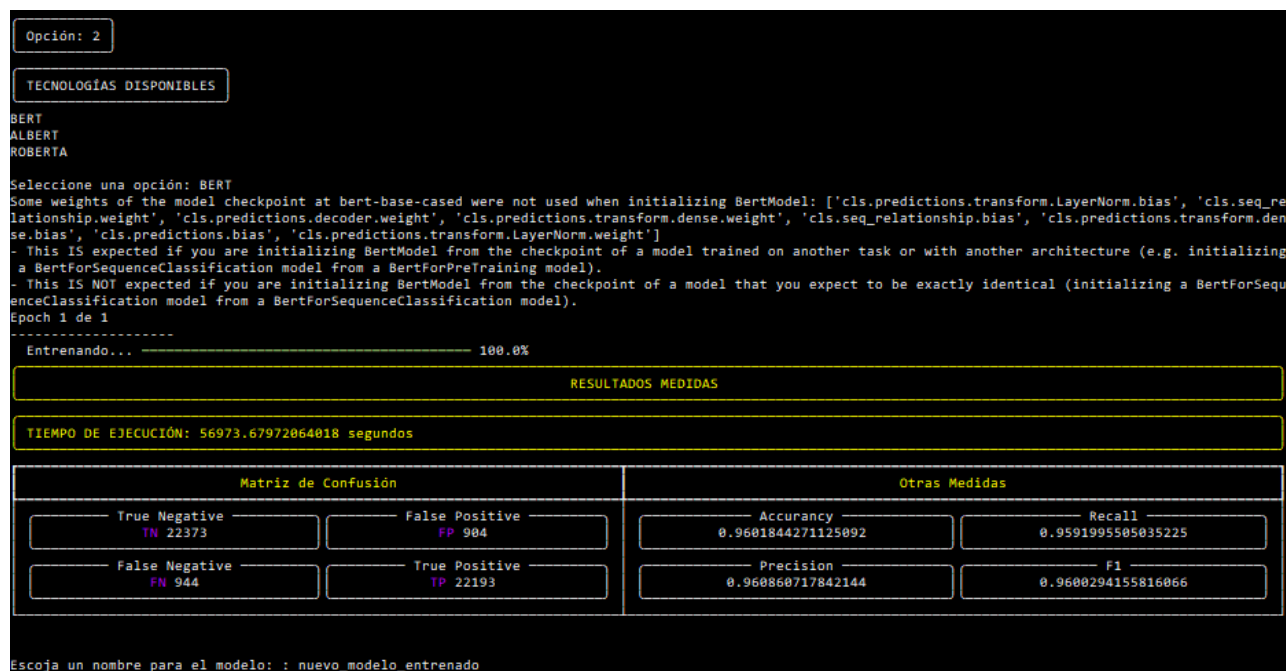 Opción: 2
TECNOLOGÍAS DISPONIBLES
BERT
ALBERT
ROBERTA
Seleccione una opción: BERT
Some weights of the model checkpoint at bert-base-cased were not used when initializing BertModel: ['cls.predictions.transform.LayerNorm.bias', 'cls.seq_re
lationship.weight', 'cls.predictions.decoder.weight', 'cls.predictions.transform.dense.weight', 'cls.seq_relationship.bias', 'cls.predictions.transform.den
se.bias', 'cls.predictions.bias', 'cls.predictions.transform.LayerNorm.weight']
- This IS expected if you are initializing BertModel from the checkpoint of a model trained on another task or with another architecture (e.g. initializing
a BertForSequenceClassification model from a BertForPreTraining model).
- This IS NOT expected if you are initializing BertModel from the checkpoint of a model that you expect to be exactly identical (initializing a BertForSequ
enceClassification model from a BertForSequenceClassification model).
Epoch 1 de 1
--------------------
Entrenando... 100.0%
RESULTADOS MEDIDAS
TIEMPO DE EJECUCIÓN: 56973.67972064018 segundos
Matriz de Confusión Otras Medidas
True Negative False Positive Accurancy Recall
TN 22373 FP 904 0.9601844271125092 0.9591995505035225
False Negative True Positive Precision F1
FN 944 TP 22193 0.960860717842144 0.9600294155816066
Escoja un nombre para el modelo: : nuevo modelo entrenado